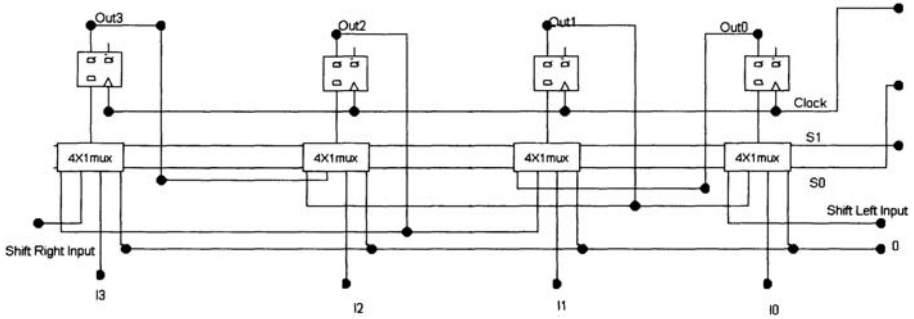 Out3
Out2
Out1
Out0
Clock
4X1mux
4X1mux
4X1mux
4X1mux
S1
S0
Shift Left Input
Shift Right Input
0
I3
I2
I1
I0